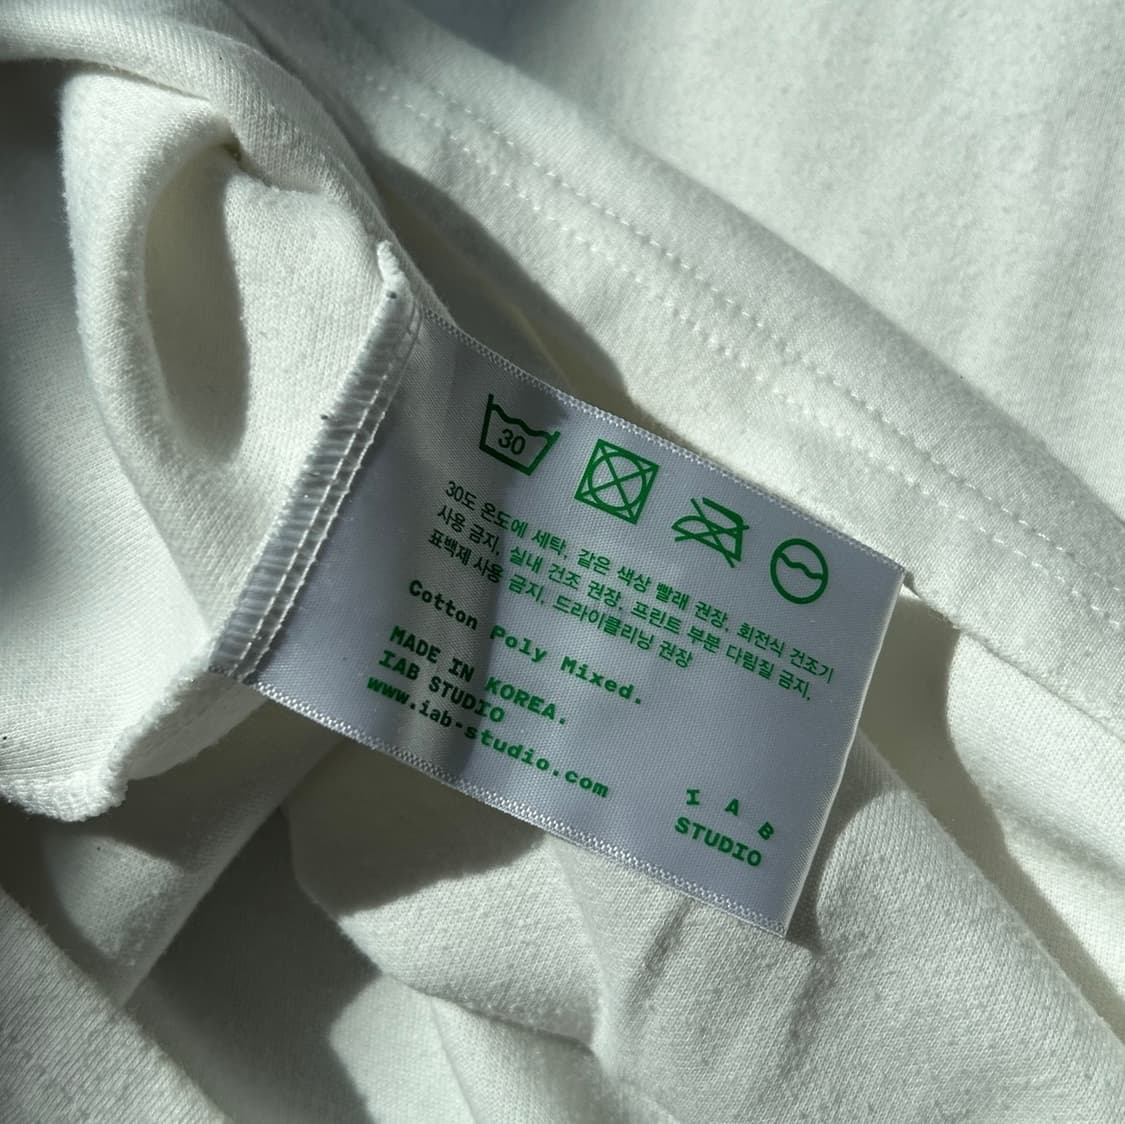 30
30도 온도에 세탁, 같은 색상 빨래 권장, 회전식 건조기
사용 금지, 실내 건조 권장, 프린트 부분 다림질 금지,
표백제 사용 금지, 드라이클리닝 권장
Cotton Poly Mixed.
MADE IN KOREA.
IAB STUDIO
www.iab-studio.com
I A B
STUDIO